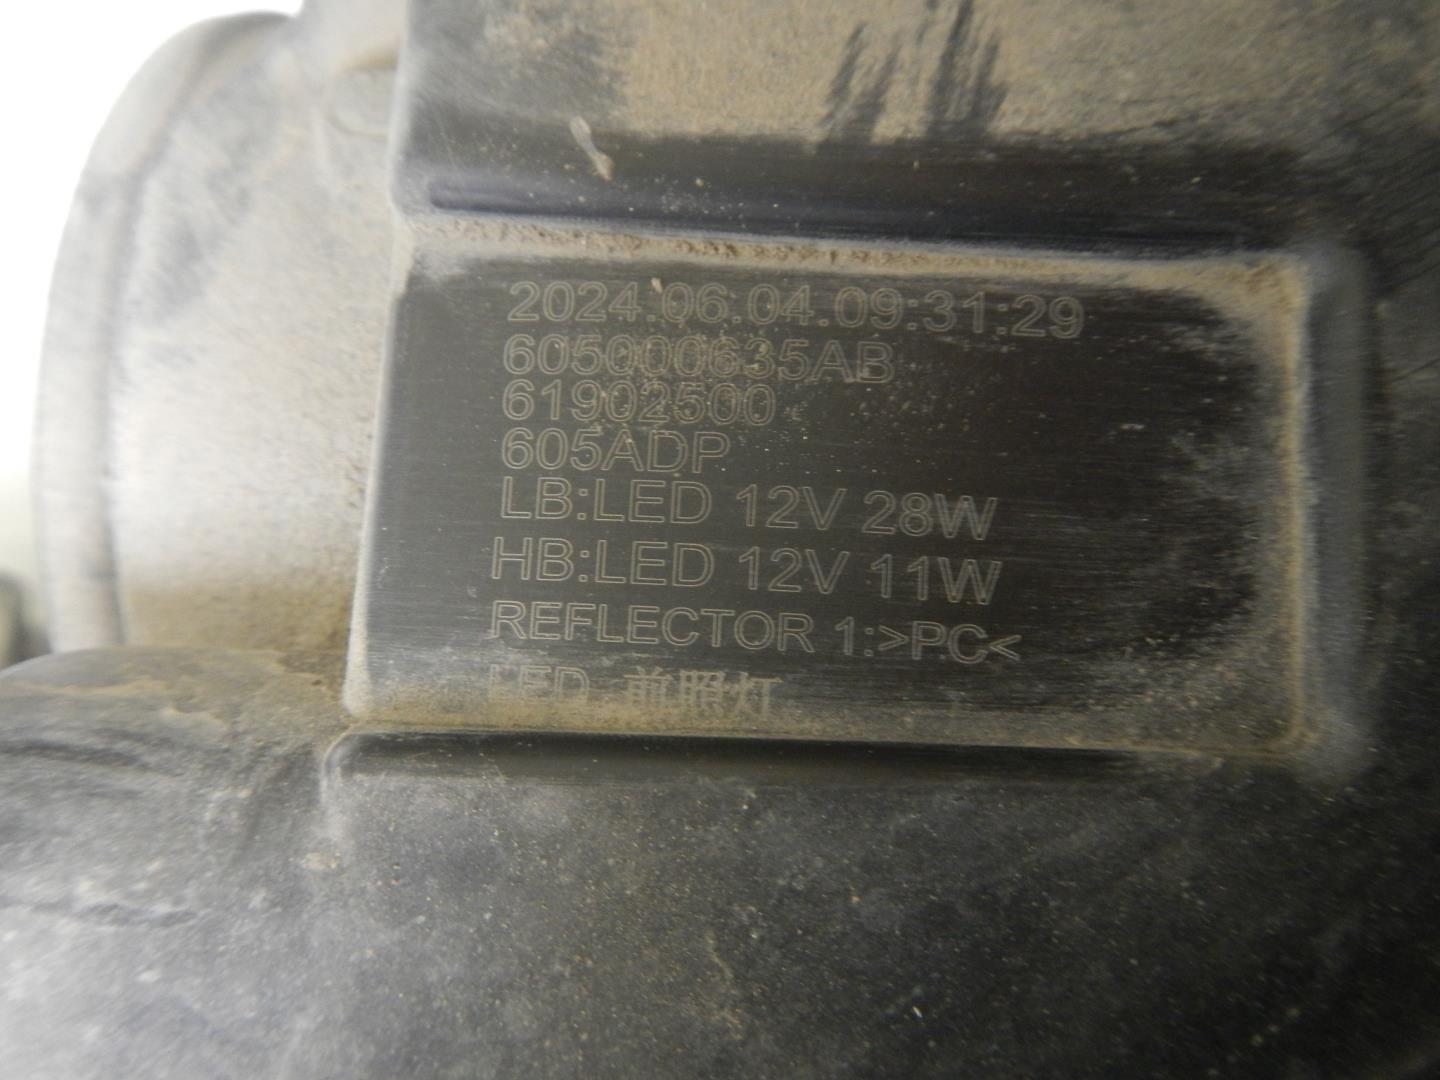 2024.06.04.09:31:29
605000635AB
61902500
605ADP
LB:LED 12V 28W
HB:LED 12V 11W
REFLECTOR 1:>PC<
LED 前照灯